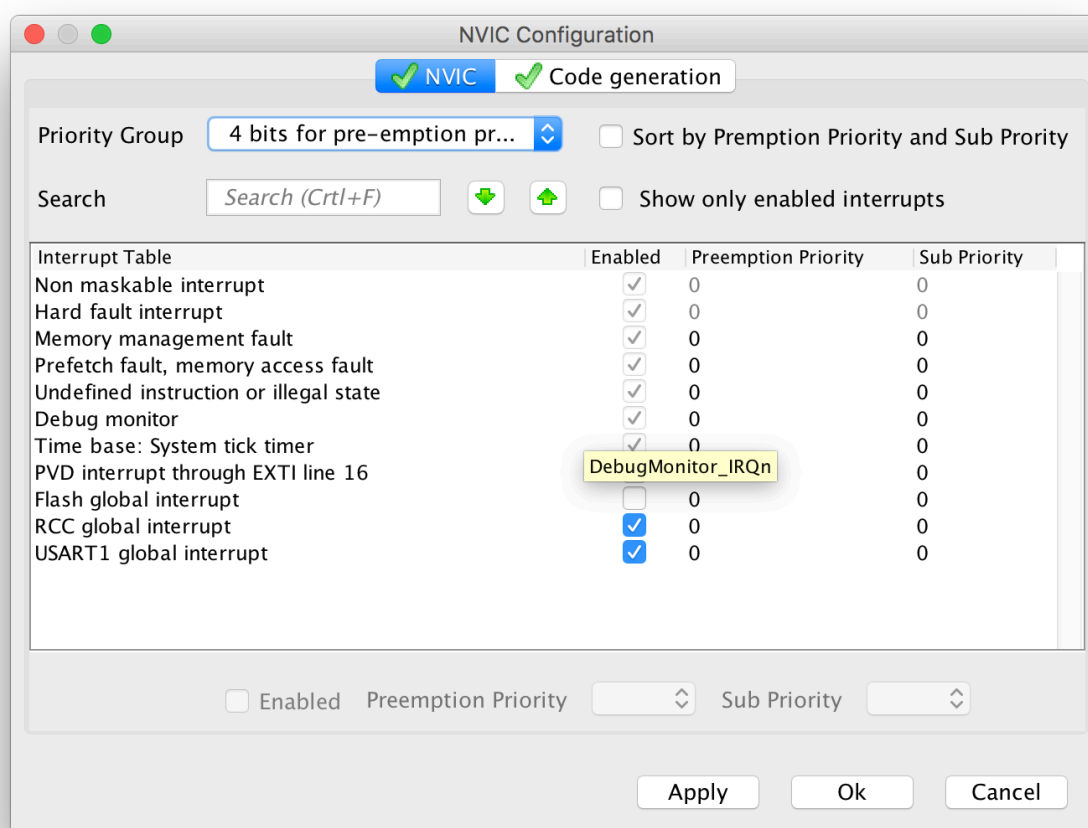 NVIC Configuration
NVIC Code generation
Priority Group 4 bits for pre-emption pr... Sort by Premption Priority and Sub Prority
Search Search (Crtl+F) Show only enabled interrupts
Interrupt Table Enabled Preemption Priority Sub Priority
Non maskable interrupt 0 0
Hard fault interrupt 0 0
Memory management fault 0 0
Prefetch fault, memory access fault 0 0
Undefined instruction or illegal state 0 0
Debug monitor 0 0
Time base: System tick timer 0 0
PVD interrupt through EXTI line 16 DebugMonitor_IRQn 0
Flash global interrupt 0 0
RCC global interrupt 0 0
USART1 global interrupt 0 0
Enabled Preemption Priority Sub Priority
Apply Ok Cancel